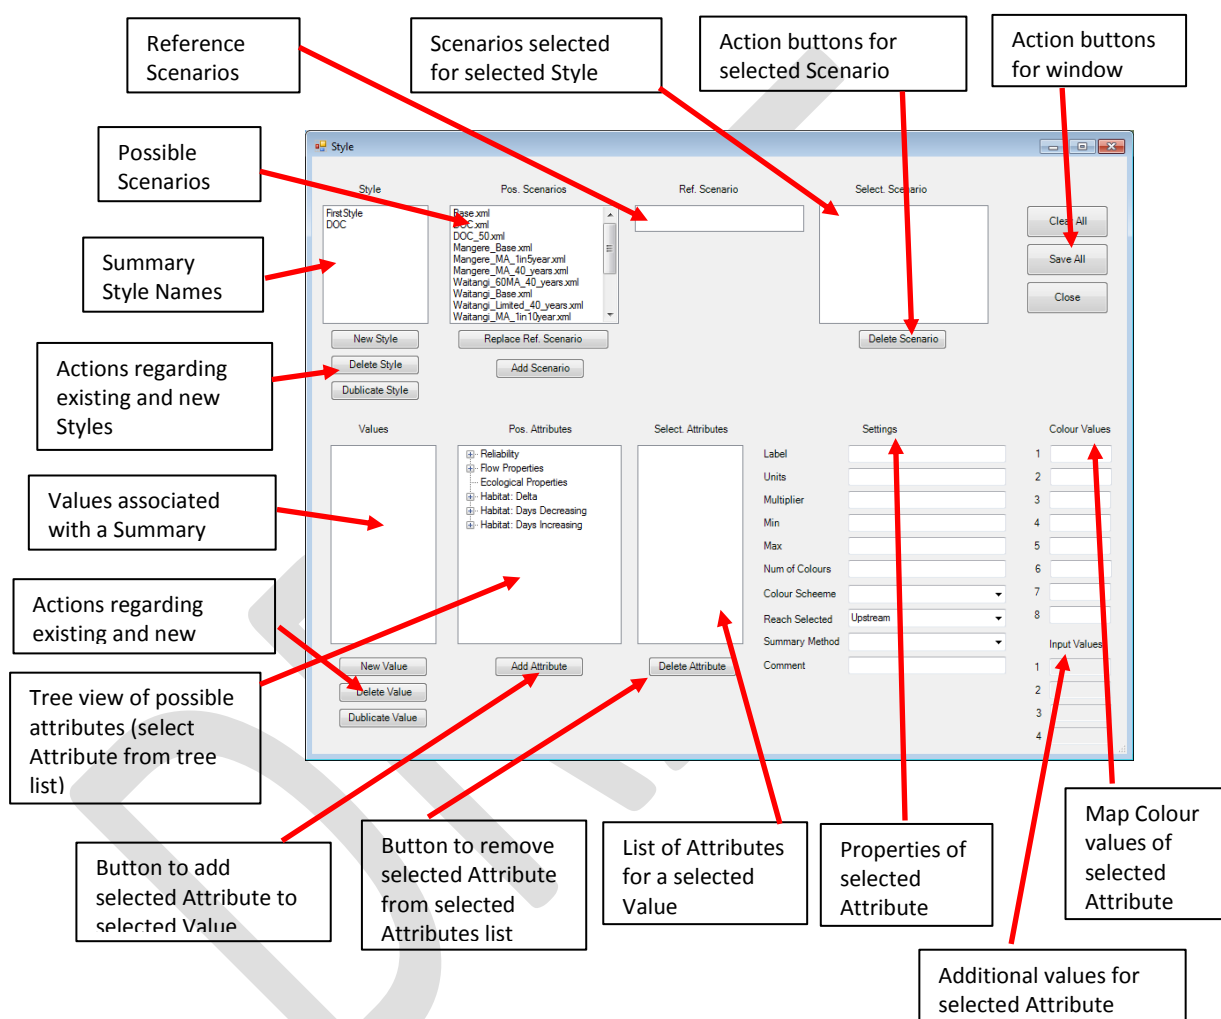 Reference
Scenarios
Scenarios selected
for selected Style
Action buttons for
selected Scenario
Action buttons
for window
Possible
Scenarios
Summary
Style Names
Actions regarding
existing and new
Styles
Values associated
with a Summary
Actions regarding
existing and new
Tree view of possible
attributes (select
Attribute from tree
list)
Style
Style
Pos. Scenarios
Ref. Scenario
Select. Scenario
FirstStyle
DOC
Base.xml
DOC.xml
DOC_50.xml
Mangere_Base.xml
Mangere_MA_1in5year.xml
Mangere_MA_40_years.xml
Waitangi_60MA_40_years.xml
Waitangi_Base.xml
Waitangi_Limited_40_years.xml
Waitangi_MA_1in10year.xml
Clear All
Save All
Close
New Style
Delete Style
Dublicate Style
Replace Ref. Scenario
Add Scenario
Delete Scenario
Values
Pos. Attributes
Select. Attributes
Settings
Colour Values
Reliability
Flow Properties
Ecological Properties
Habitat: Delta
Habitat: Days Decreasing
Habitat: Days Increasing
Label
Units
Multiplier
Min
Max
Num of Colours
Colour Scheeme
Reach Selected Upstream
Summary Method
Comment
1
2
3
4
5
6
7
8
Input Values
1
2
3
4
New Value
Delete Value
Dublicate Value
Add Attribute
Delete Attribute
Button to add
selected Attribute to
selected Value
Button to remove
selected Attribute
from selected
Attributes list
List of Attributes
for a selected
Value
Properties of
selected
Attribute
Map Colour
values of
selected
Attribute
Additional values for
selected Attribute
DRAFT